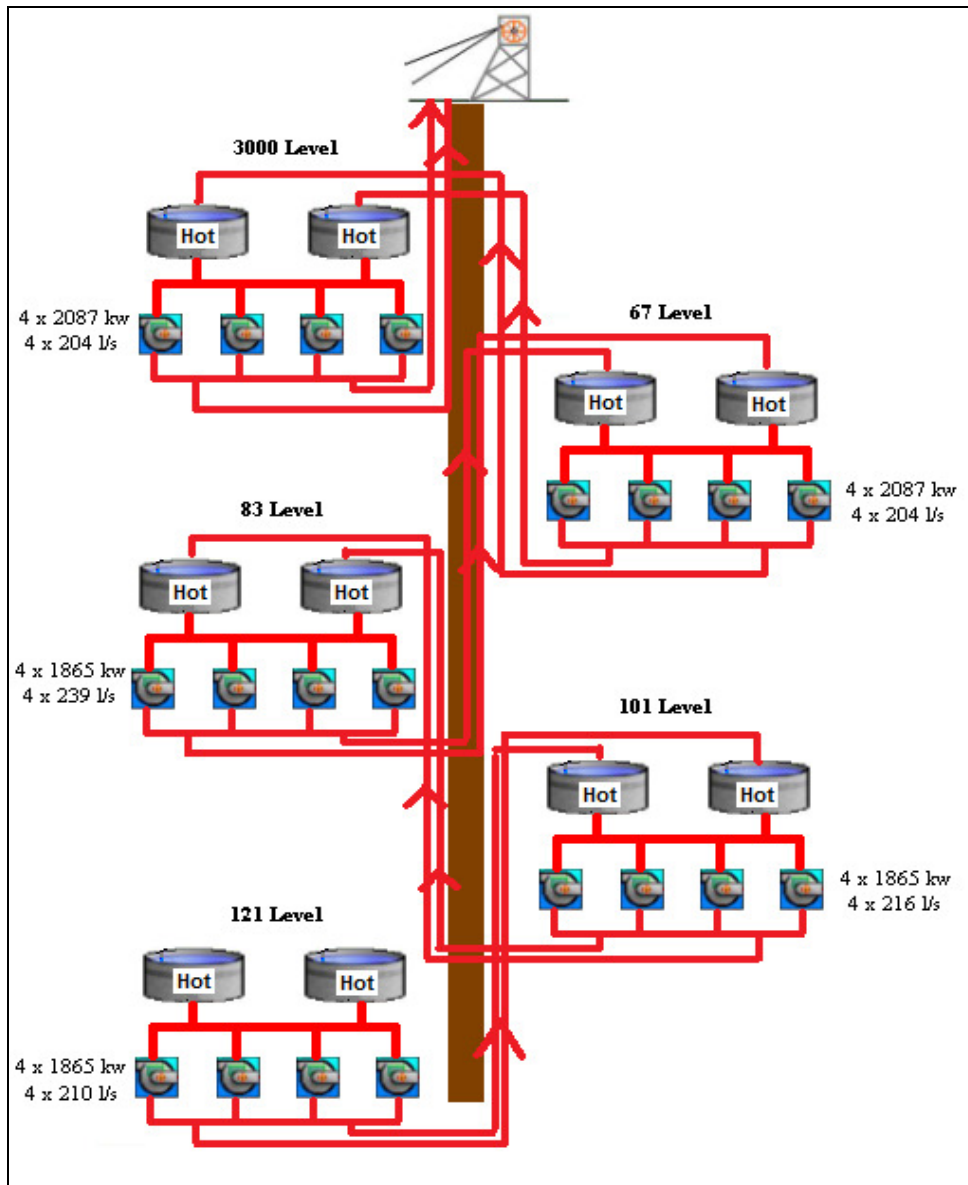 3000 Level
Hot
Hot
4 x 2087 kw
4 x 204 l/s
67 Level
Hot
Hot
4 x 2087 kw
4 x 204 l/s
83 Level
Hot
Hot
4 x 1865 kw
4 x 239 l/s
101 Level
Hot
Hot
4 x 1865 kw
4 x 216 l/s
121 Level
Hot
Hot
4 x 1865 kw
4 x 210 l/s